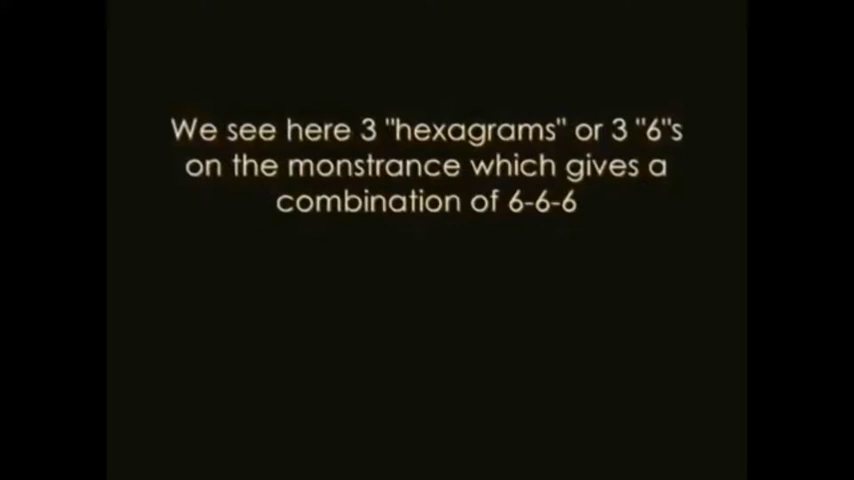 We see here 3 "hexagrams" or 3 "6"s
on the monstrance which gives a
combination of 6-6-6